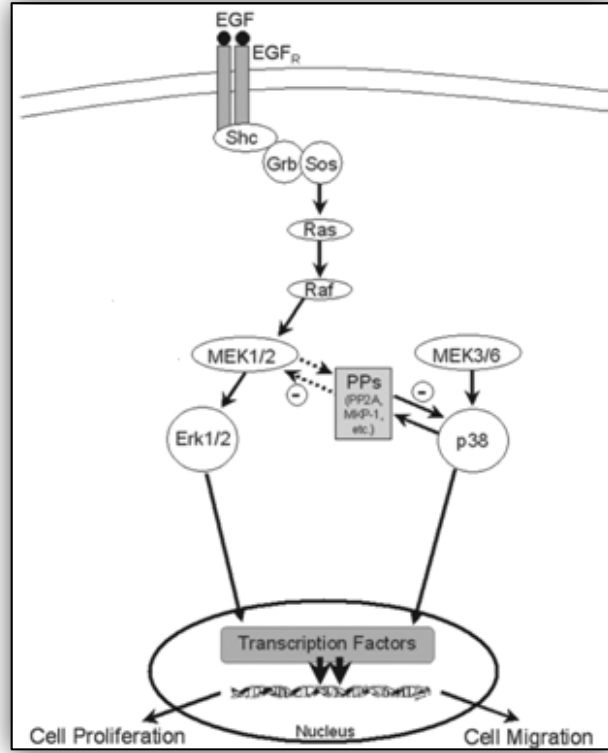 EGF
EGFR
Shc
Grb
Sos
Ras
Raf
MEK1/2
MEK3/6
PPs
(PP2A,
MKP-1,
etc.)
-
-
Erk1/2
p38
Transcription Factors
Nucleus
Cell Proliferation
Cell Migration